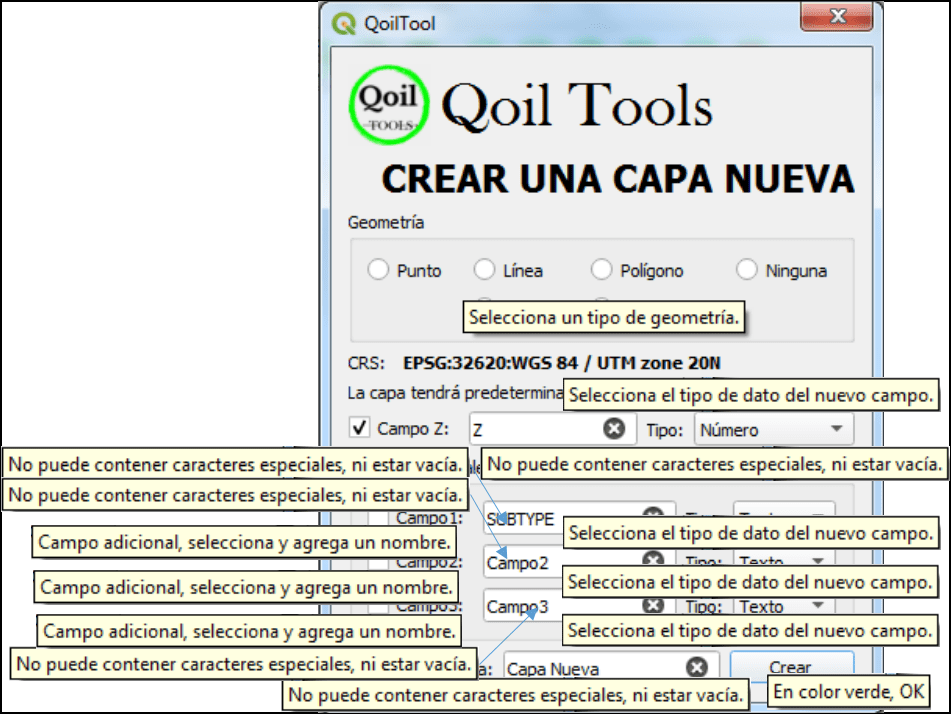 QoilTool
Qoil
TOOLS
Qoil Tools
CREAR UNA CAPA NUEVA
Geometría
Punto Línea Polígono Ninguna
Selecciona un tipo de geometría.
CRS: EPSG:32620:WGS 84 / UTM zone 20N
La capa tendrá
Selecciona el tipo de dato del nuevo campo.
Campo Z: Z Tipo: Número
No puede contener caracteres especiales, ni estar vacía.
No puede contener caracteres especiales, ni estar vacía.
No puede contener caracteres especiales, ni estar vacía.
Campo1: SUBTYPE
Selecciona el tipo de dato del nuevo campo.
Campo adicional, selecciona y agrega un nombre.
Campo2: Campo2 Tipo: Texto
Selecciona el tipo de dato del nuevo campo.
Campo adicional, selecciona y agrega un nombre.
Campo3: Campo3 Tipo: Texto
Selecciona el tipo de dato del nuevo campo.
Campo adicional, selecciona y agrega un nombre.
No puede contener caracteres especiales, ni estar vacía.
Capa Nueva Crear
No puede contener caracteres especiales, ni estar vacía.
En color verde, OK